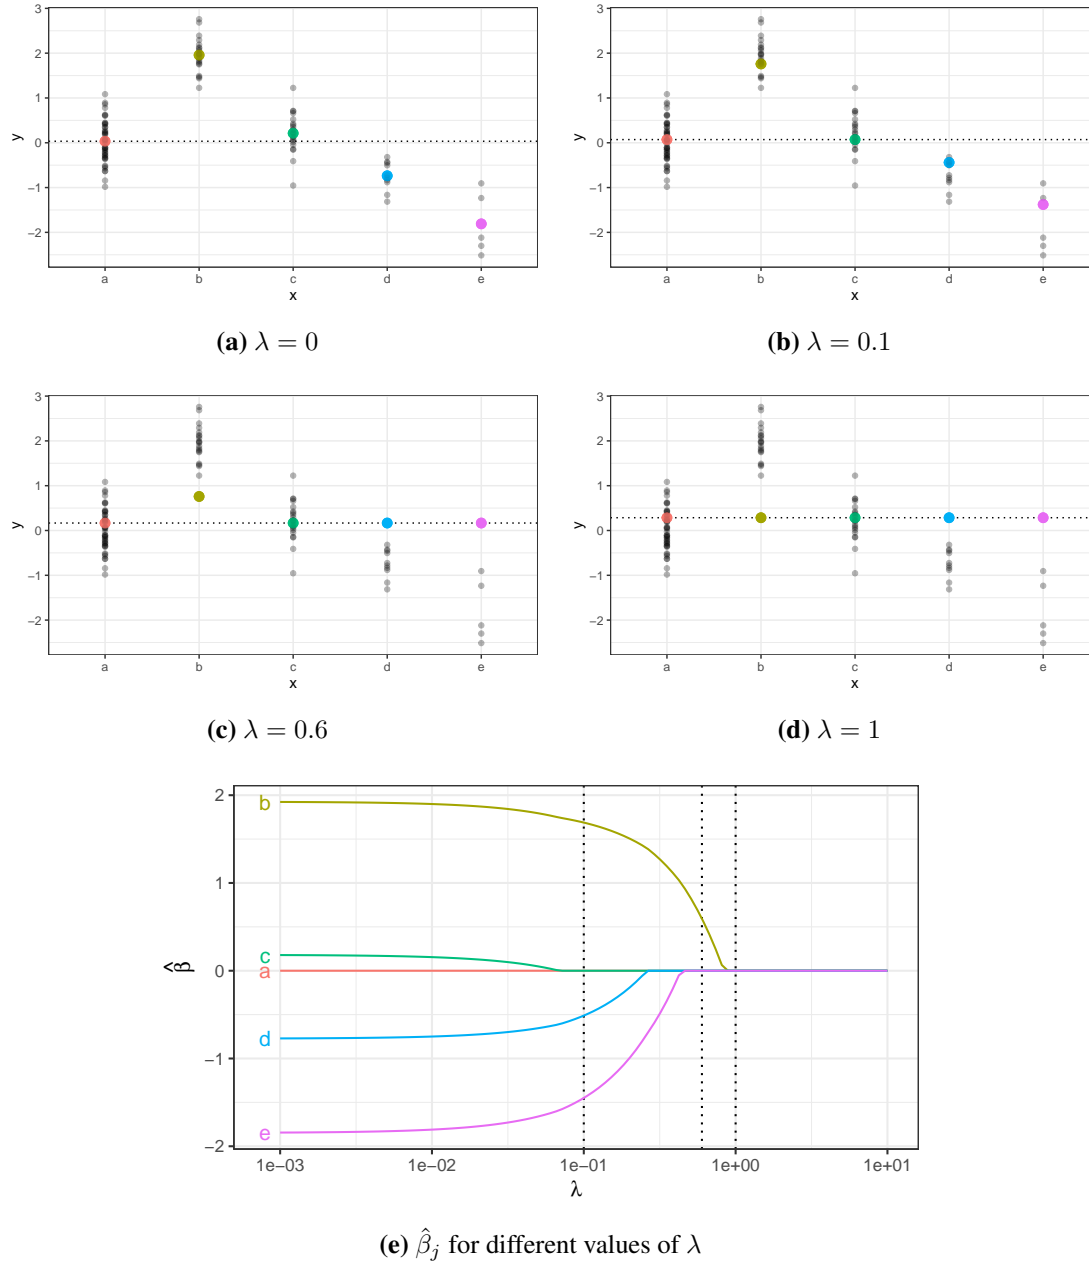 3
2
1
0
−1
−2
y
a b c d e
x
(a) λ = 0
3
2
1
0
−1
−2
y
a b c d e
x
(b) λ = 0.1
3
2
1
0
−1
−2
y
a b c d e
x
(c) λ = 0.6
3
2
1
0
−1
−2
y
a b c d e
x
(d) λ = 1
2
1
0
−1
−2
β̂
b
c
a
d
e
1e−03 1e−02 1e−01 1e+00 1e+01
λ
(e) β̂ⱼ for different values of λ